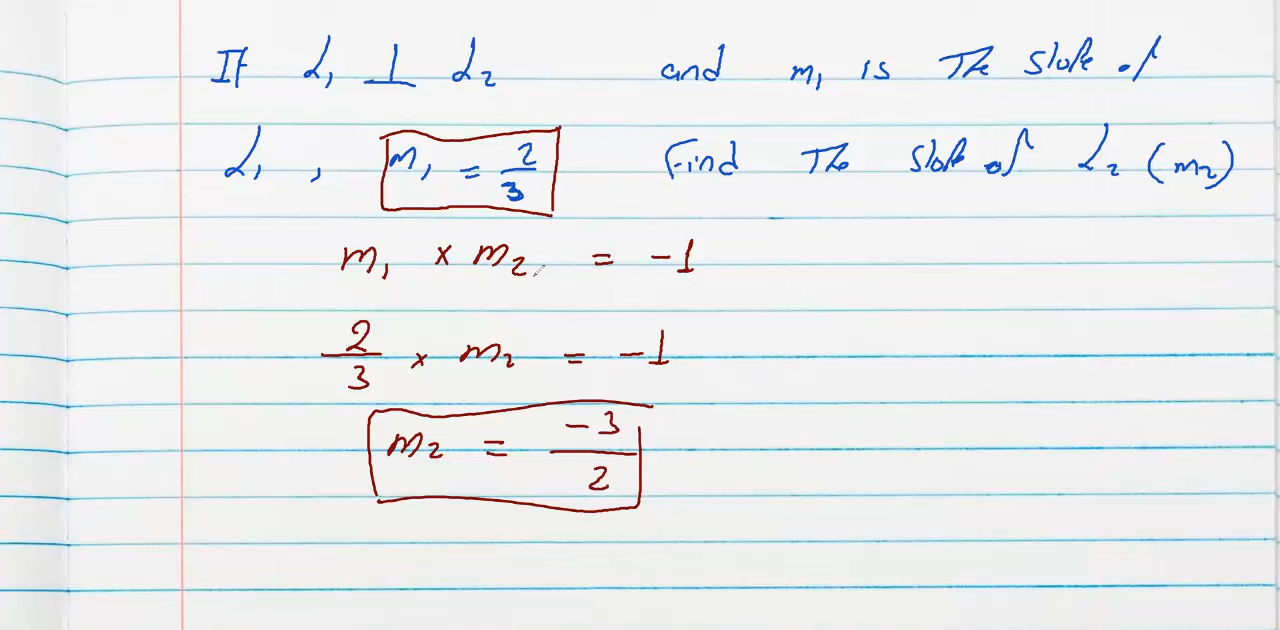 If L₁ ⊥ L₂ and m₁ is The Slope of
L₁ , m₁ = 2/3 Find The Slope of L₂ (m₂)
m₁ × m₂ = -1
2/3 × m₂ = -1
m₂ = -3/2